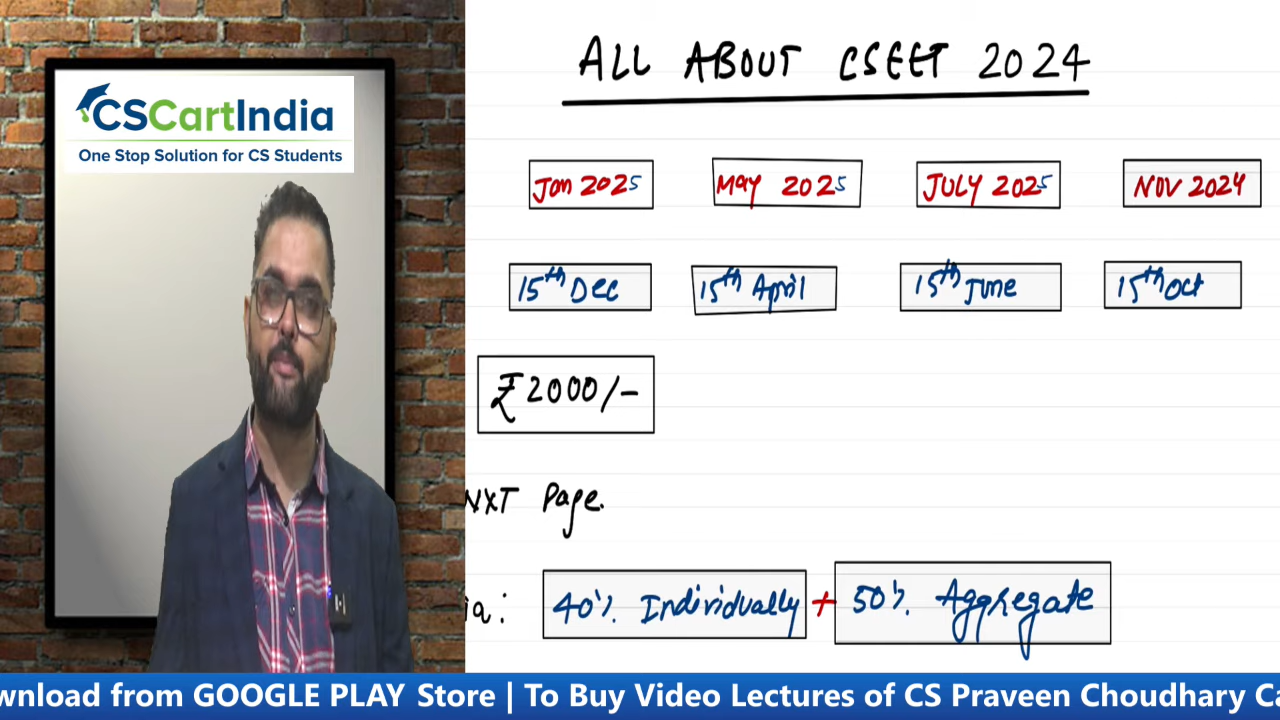 CSCartIndia
One Stop Solution for CS Students
ALL ABOUT CSEET 2024
Jan 2025 May 2025 JULY 2025 NOV 2024
15th Dec 15th April 15th June 15th Oct
₹2000/-
NXT Page.
ia: 40%. Individually + 50%. Aggregate
wnload from GOOGLE PLAY Store | To Buy Video Lectures of CS Praveen Choudhary Ca